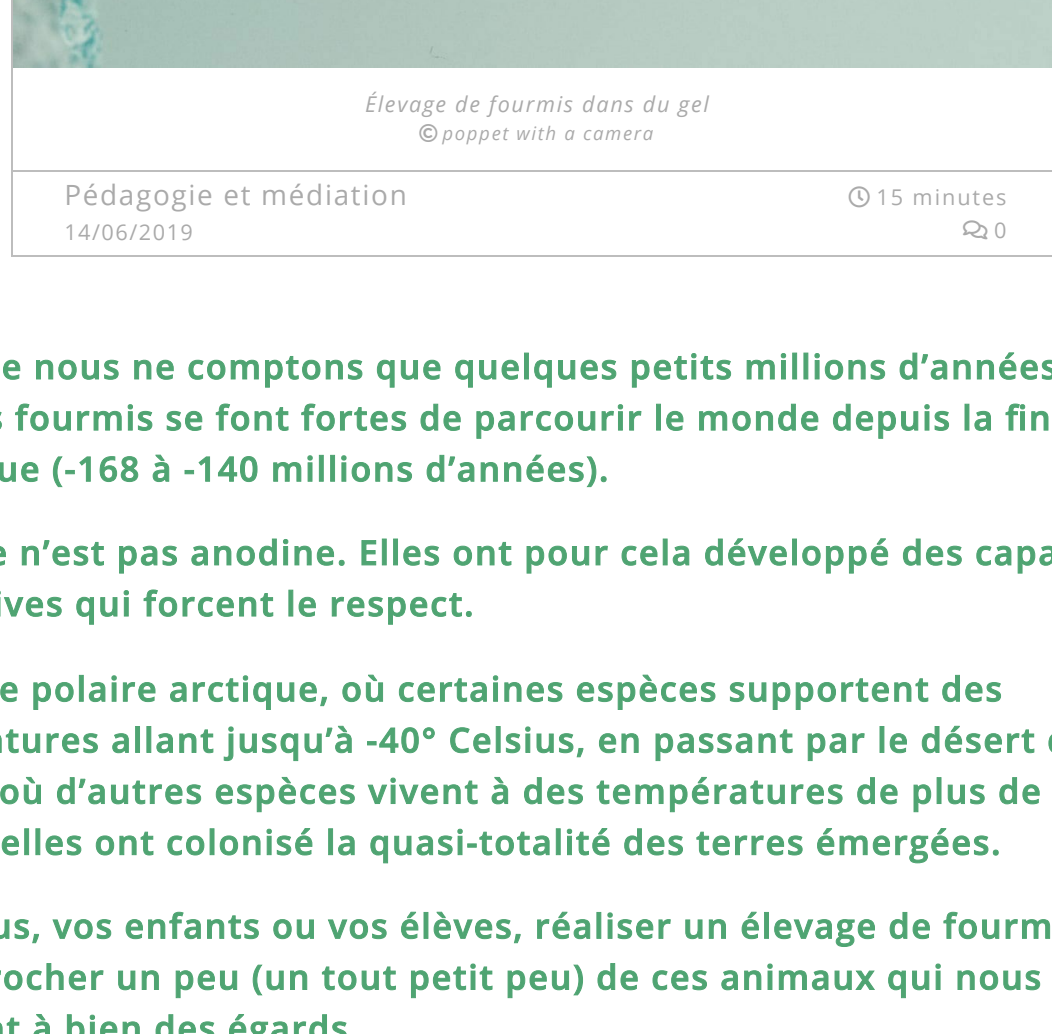 Élevage de fourmis dans du gel
© poppet with a camera
Pédagogie et médiation
15 minutes
14/06/2019
0
nous ne comptons que quelques petits millions d’années
fourmis se font fortes de parcourir le monde depuis la fin
(-168 à -140 millions d’années).
n’est pas anodine. Elles ont pour cela développé des capa
ives qui forcent le respect.
polaire arctique, où certaines espèces supportent des
tures allant jusqu’à -40° Celsius, en passant par le désert
où d’autres espèces vivent à des températures de plus de
elles ont colonisé la quasi-totalité des terres émergées.
us, vos enfants ou vos élèves, réaliser un élevage de fourm
rocher un peu (un tout petit peu) de ces animaux qui nous
à bien des égards